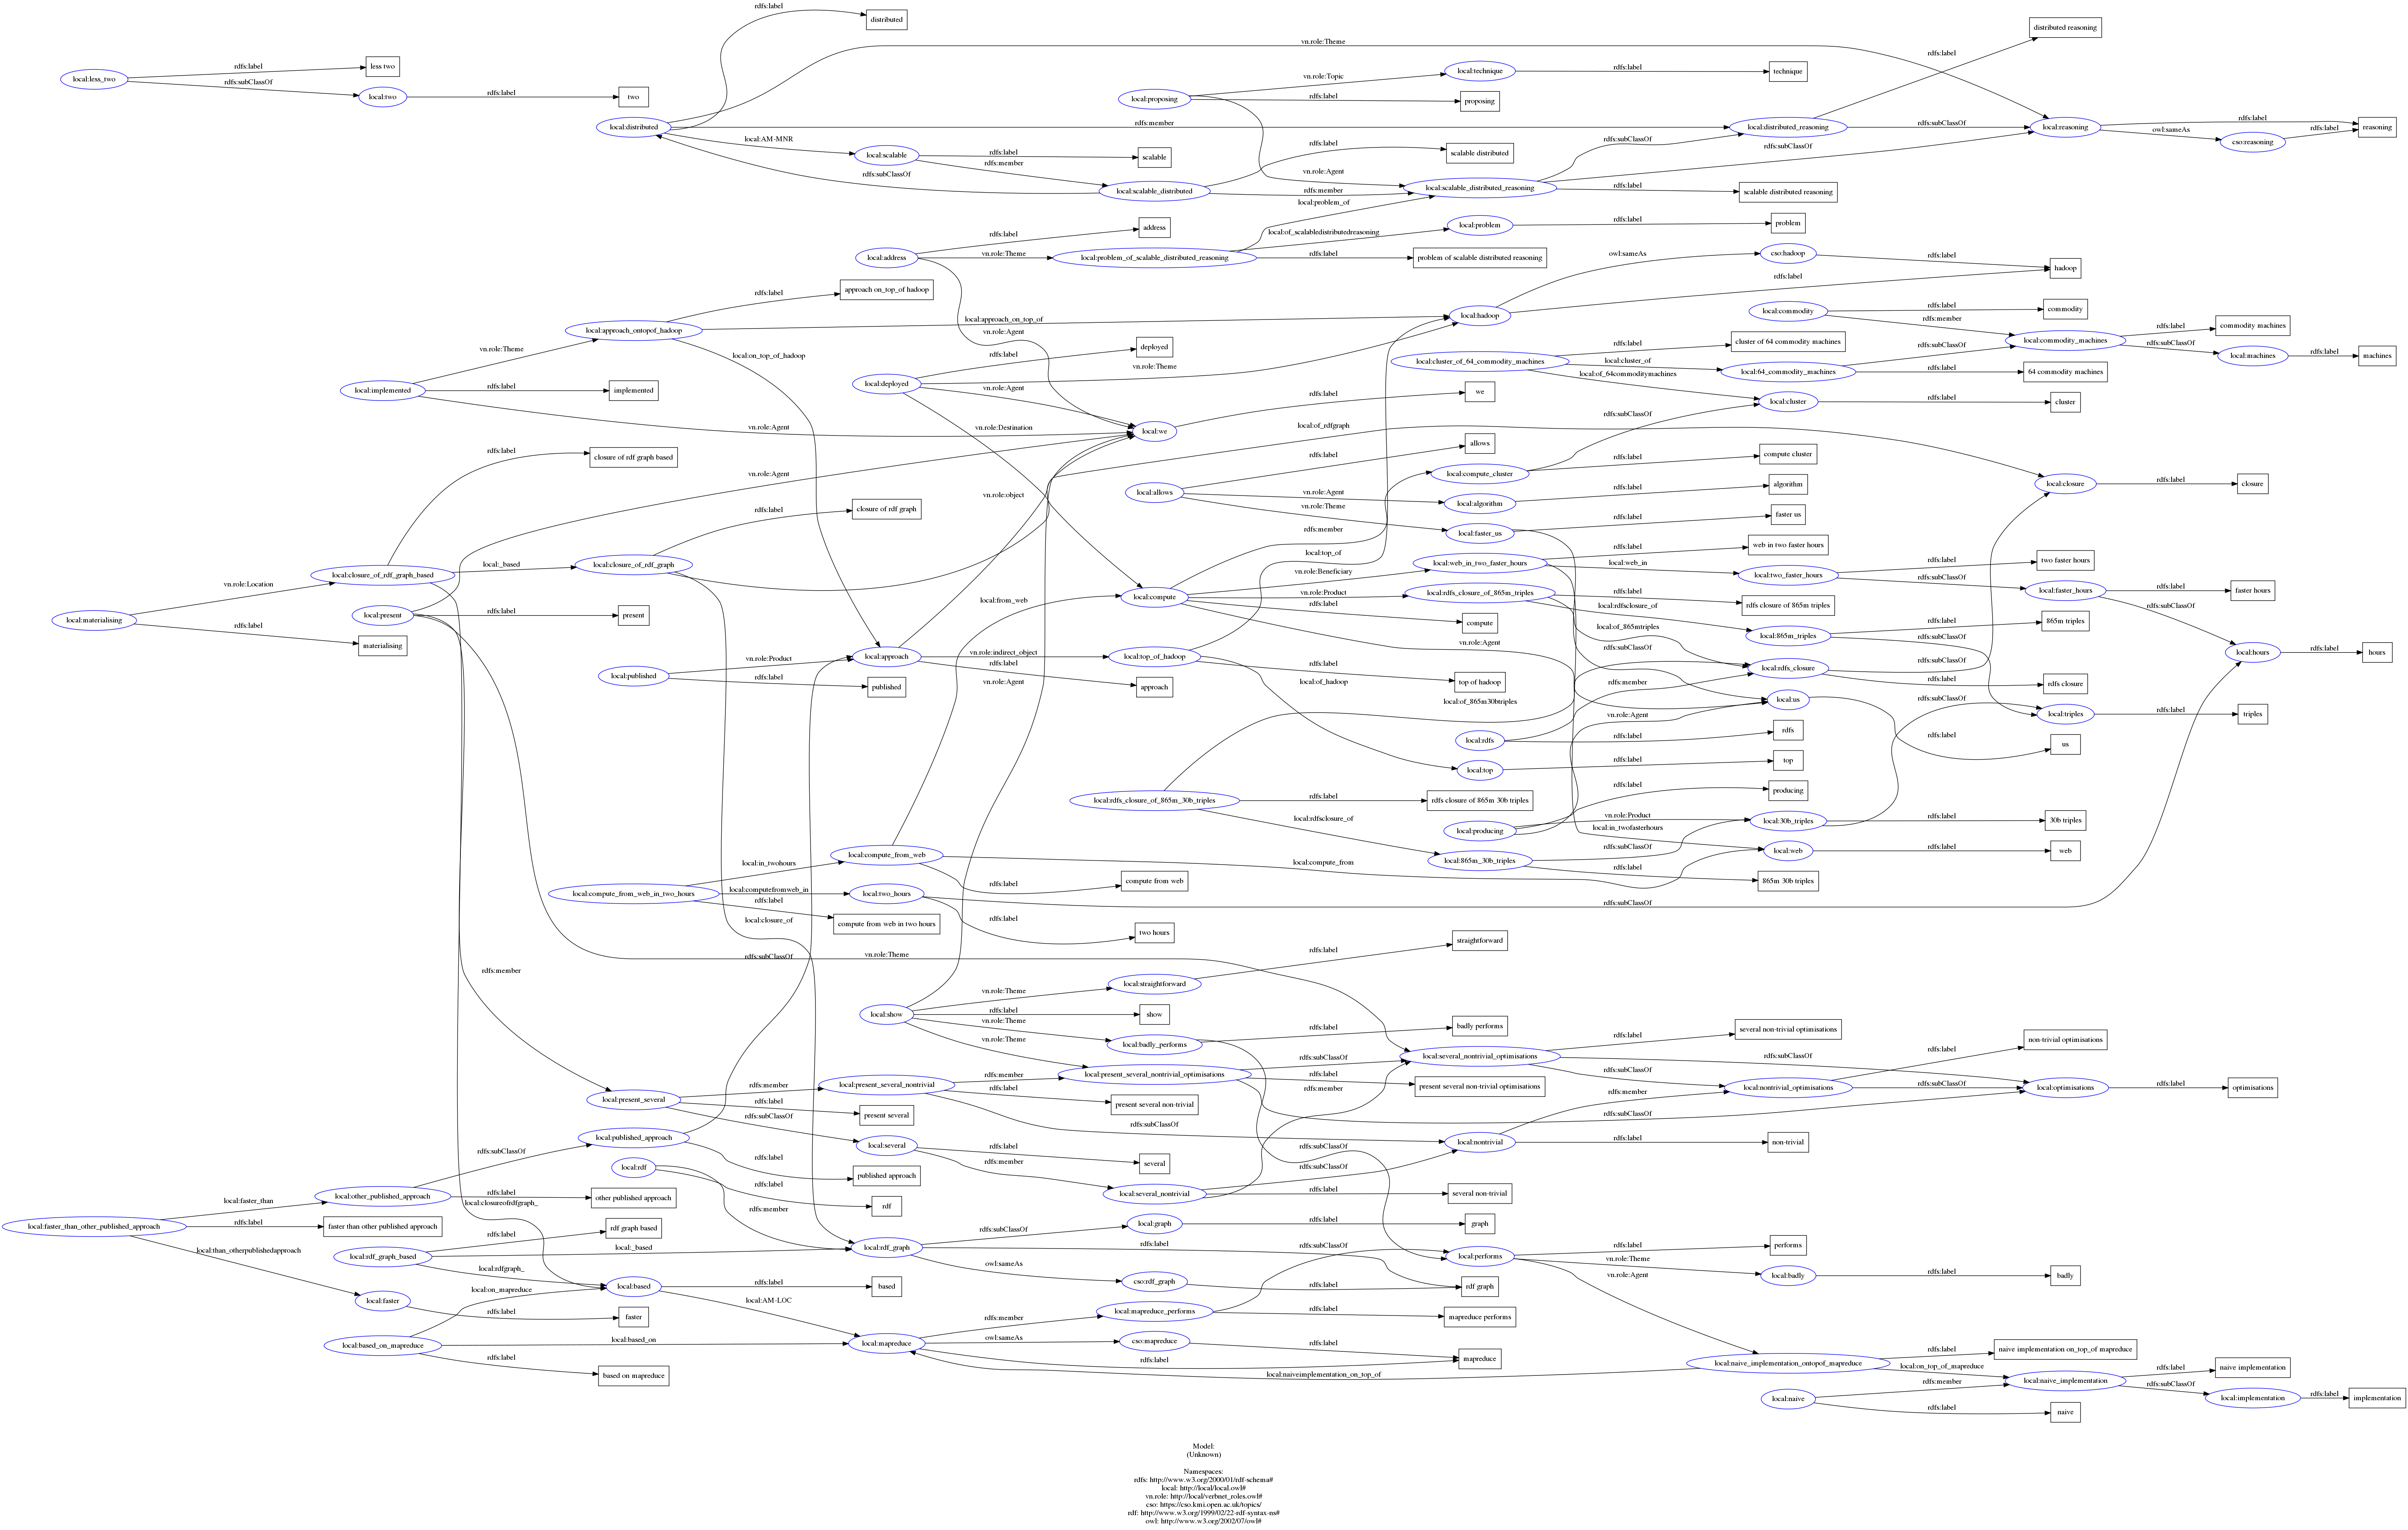 rdfs:label
distributed
distributed reasoning
vn.role:Theme
rdfs:label
local:less_two
rdfs:label
less two
rdfs:subClassOf
local:two
rdfs:label
two
local:technique
rdfs:label
technique
vn.role:Topic
local:proposing
rdfs:label
proposing
local:distributed
rdfs:member
local:distributed_reasoning
rdfs:subClassOf
local:reasoning
rdfs:label
reasoning
owl:sameAs
cso:reasoning
rdfs:label
local:AM-MNR
local:scalable
rdfs:label
scalable
rdfs:member
rdfs:label
scalable distributed
rdfs:subClassOf
rdfs:subClassOf
rdfs:subClassOf
local:scalable_distributed
rdfs:member
vn.role:Agent
local:scalable_distributed_reasoning
rdfs:label
scalable distributed reasoning
local:problem_of
rdfs:label
address
local:of_scalabledistributedreasoning
local:problem
rdfs:label
problem
local:address
vn.role:Theme
local:problem_of_scalable_distributed_reasoning
rdfs:label
problem of scalable distributed reasoning
owl:sameAs
cso:hadoop
rdfs:label
hadoop
rdfs:label
rdfs:label
approach on_top_of hadoop
local:approach_ontopof_hadoop
local:approach_on_top_of
local:hadoop
vn.role:Agent
local:commodity
rdfs:label
commodity
rdfs:member
local:commodity_machines
rdfs:label
commodity machines
rdfs:subClassOf
local:machines
rdfs:label
machines
vn.role:Theme
local:on_top_of_hadoop
rdfs:label
deployed
vn.role:Theme
local:cluster_of_64_commodity_machines
rdfs:label
cluster of 64 commodity machines
local:cluster_of
local:64_commodity_machines
rdfs:subClassOf
rdfs:label
64 commodity machines
local:of_64commoditymachines
local:cluster
rdfs:label
cluster
local:implemented
rdfs:label
implemented
vn.role:Agent
local:deployed
vn.role:Agent
vn.role:Destination
local:we
rdfs:label
we
rdfs:subClassOf
local:of_rdfgraph
rdfs:label
closure of rdf graph based
vn.role:Agent
rdfs:label
allows
local:compute_cluster
rdfs:label
compute cluster
local:closure
rdfs:label
closure
local:allows
vn.role:Agent
local:algorithm
rdfs:label
algorithm
vn.role:Theme
local:faster_us
rdfs:label
faster us
vn.role:object
rdfs:label
closure of rdf graph
rdfs:member
local:top_of
vn.role:Location
local:closure_of_rdf_graph_based
local:_based
local:closure_of_rdf_graph
local:web_in_two_faster_hours
rdfs:label
web in two faster hours
local:web_in
local:two_faster_hours
rdfs:label
two faster hours
rdfs:subClassOf
local:faster_hours
rdfs:label
faster hours
rdfs:subClassOf
local:materialising
rdfs:label
materialising
local:present
rdfs:label
present
local:from_web
local:compute
vn.role:Beneficiary
vn.role:Product
local:rdfs_closure_of_865m_triples
rdfs:label
rdfs closure of 865m triples
local:rdfsclosure_of
rdfs:label
compute
vn.role:Agent
local:of_865mtriples
rdfs:subClassOf
local:865m_triples
rdfs:label
865m triples
rdfs:subClassOf
local:hours
rdfs:label
hours
local:published
vn.role:Product
rdfs:label
published
local:approach
vn.role:indirect_object
rdfs:label
approach
vn.role:Agent
local:top_of_hadoop
rdfs:label
top of hadoop
local:of_hadoop
local:of_865m30btriples
rdfs:member
local:rdfs_closure
rdfs:subClassOf
rdfs:label
rdfs closure
local:us
rdfs:subClassOf
local:triples
rdfs:label
triples
vn.role:Agent
local:rdfs
rdfs:label
rdfs
rdfs:label
us
local:top
rdfs:label
top
local:rdfs_closure_of_865m_30b_triples
rdfs:label
rdfs closure of 865m 30b triples
local:rdfsclosure_of
rdfs:label
producing
local:producing
vn.role:Product
local:30b_triples
rdfs:label
30b triples
local:in_twofasterhours
rdfs:subClassOf
local:web
rdfs:label
web
local:865m_30b_triples
rdfs:label
865m 30b triples
local:compute_from_web
local:in_twohours
local:compute_from
rdfs:label
compute from web
local:compute_from_web_in_two_hours
local:computefromweb_in
local:two_hours
rdfs:label
compute from web in two hours
rdfs:subClassOf
rdfs:label
two hours
local:closure_of
rdfs:subClassOf
vn.role:Theme
rdfs:member
rdfs:label
straightforward
vn.role:Theme
local:straightforward
local:show
rdfs:label
show
vn.role:Theme
vn.role:Theme
local:badly_performs
rdfs:label
badly performs
local:several_nontrivial_optimisations
rdfs:label
several non-trivial optimisations
rdfs:subClassOf
rdfs:subClassOf
rdfs:label
non-trivial optimisations
local:present_several_nontrivial_optimisations
rdfs:subClassOf
rdfs:label
present several non-trivial optimisations
rdfs:member
local:nontrivial_optimisations
rdfs:subClassOf
local:optimisations
rdfs:label
optimisations
local:present_several
rdfs:member
local:present_several_nontrivial
rdfs:member
rdfs:label
present several non-trivial
rdfs:label
present several
rdfs:subClassOf
rdfs:subClassOf
rdfs:member
rdfs:subClassOf
local:published_approach
local:several
rdfs:label
several
rdfs:member
rdfs:subClassOf
rdfs:subClassOf
local:nontrivial
rdfs:label
non-trivial
rdfs:subClassOf
rdfs:label
published approach
local:rdf
rdfs:label
rdf
rdfs:member
local:several_nontrivial
rdfs:label
several non-trivial
local:other_published_approach
rdfs:label
other published approach
local:closureofrdfgraph_
local:faster_than
local:faster_than_other_published_approach
rdfs:label
faster than other published approach
local:than_otherpublishedapproach
rdfs:label
rdf graph based
local:rdf_graph_based
local:_based
local:rdfgraph_
local:rdf_graph
rdfs:subClassOf
local:graph
rdfs:label
graph
rdfs:label
rdfs:subClassOf
owl:sameAs
cso:rdf_graph
rdfs:label
rdf graph
local:performs
rdfs:label
performs
vn.role:Theme
vn.role:Agent
local:badly
rdfs:label
badly
local:on_mapreduce
local:based
rdfs:label
based
local:AM-LOC
local:faster
rdfs:label
faster
local:based_on_mapreduce
local:based_on
rdfs:label
based on mapreduce
local:mapreduce
rdfs:member
local:mapreduce_performs
rdfs:label
mapreduce performs
owl:sameAs
cso:mapreduce
rdfs:label
rdfs:label
mapreduce
local:naiveimplementation_on_top_of
local:naive_implementation_ontopof_mapreduce
rdfs:label
naive implementation on_top_of mapreduce
local:on_top_of_mapreduce
local:naive_implementation
rdfs:label
naive implementation
rdfs:subClassOf
local:implementation
rdfs:label
implementation
local:naive
rdfs:member
rdfs:label
naive
Model:
(Unknown)
Namespaces:
rdfs: http://www.w3.org/2000/01/rdf-schema#
local: http://local/local.owl#
vn.role: http://local/verbnet_roles.owl#
cso: https://cso.kmi.open.ac.uk/topics/
rdf: http://www.w3.org/1999/02/22-rdf-syntax-ns#
owl: http://www.w3.org/2002/07/owl#